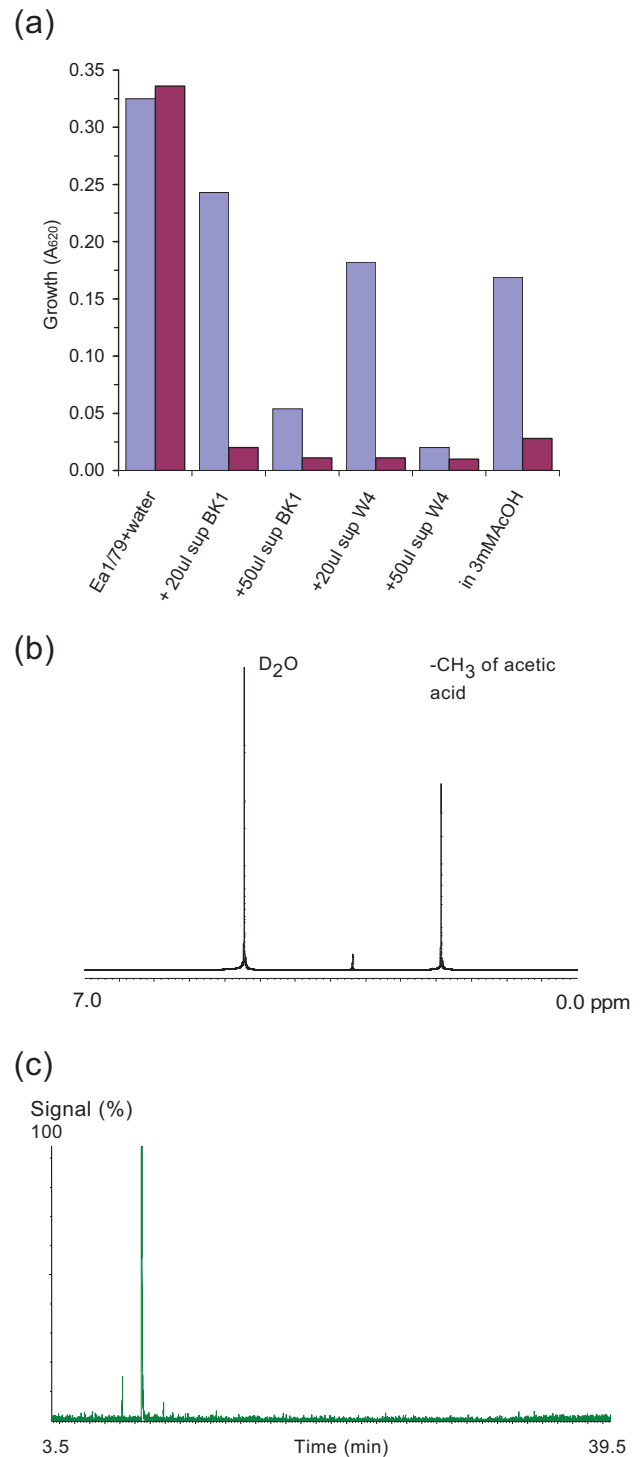 (a)
0.35
0.30
0.25
0.20
0.15
0.10
0.05
0.00
Growth (A620)
Ea1/79+water
+ 20ul sup BK1
+50ul sup BK1
+20ul sup W4
+50ul sup W4
in 3mMAcOH
(b)
D2O
-CH3 of acetic
acid
7.0
0.0 ppm
(c)
Signal (%)
100
3.5
Time (min)
39.5